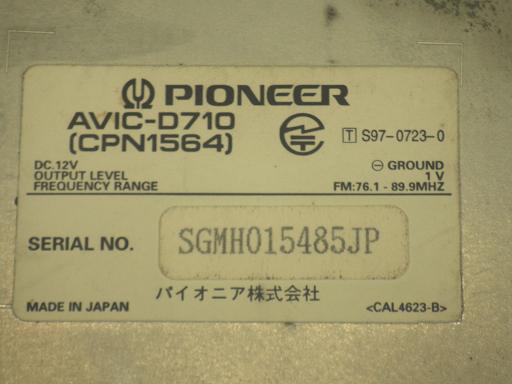 PIONEER
AVIC-D710
(CPN1564)
T S97-0723-0
DC.12V ⊖ GROUND
OUTPUT LEVEL 1 V
FREQUENCY RANGE FM:76.1 - 89.9MHZ
SERIAL NO. SGMH015485JP
パイオニア株式会社
MADE IN JAPAN <CAL4623-B>